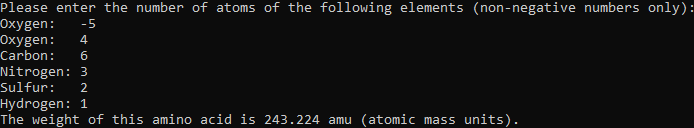 Please enter the number of atoms of the following elements (non-negative numbers only):
Oxygen:   -5
Oxygen:   4
Carbon:   6
Nitrogen: 3
Sulfur:   2
Hydrogen: 1
The weight of this amino acid is 243.224 amu (atomic mass units).